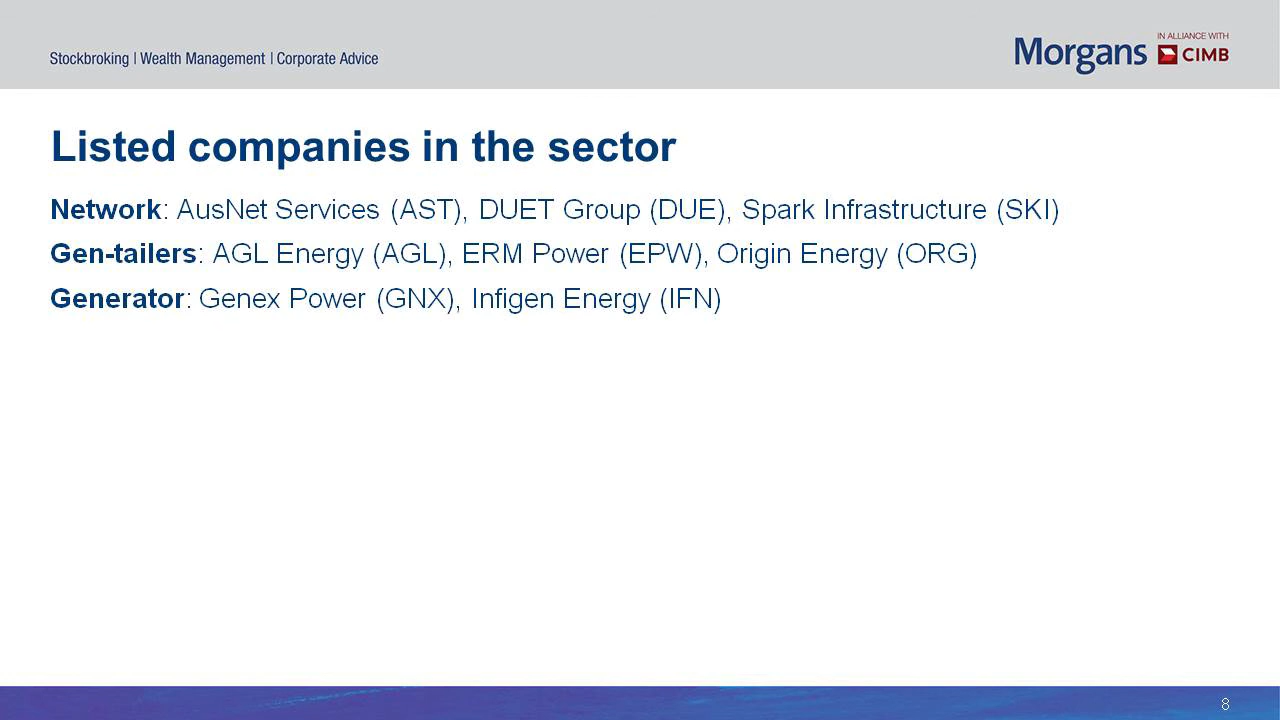 Stockbroking | Wealth Management | Corporate Advice
Morgans IN ALLIANCE WITH CIMB
Listed companies in the sector
Network: AusNet Services (AST), DUET Group (DUE), Spark Infrastructure (SKI)
Gen-tailers: AGL Energy (AGL), ERM Power (EPW), Origin Energy (ORG)
Generator: Genex Power (GNX), Infigen Energy (IFN)
8